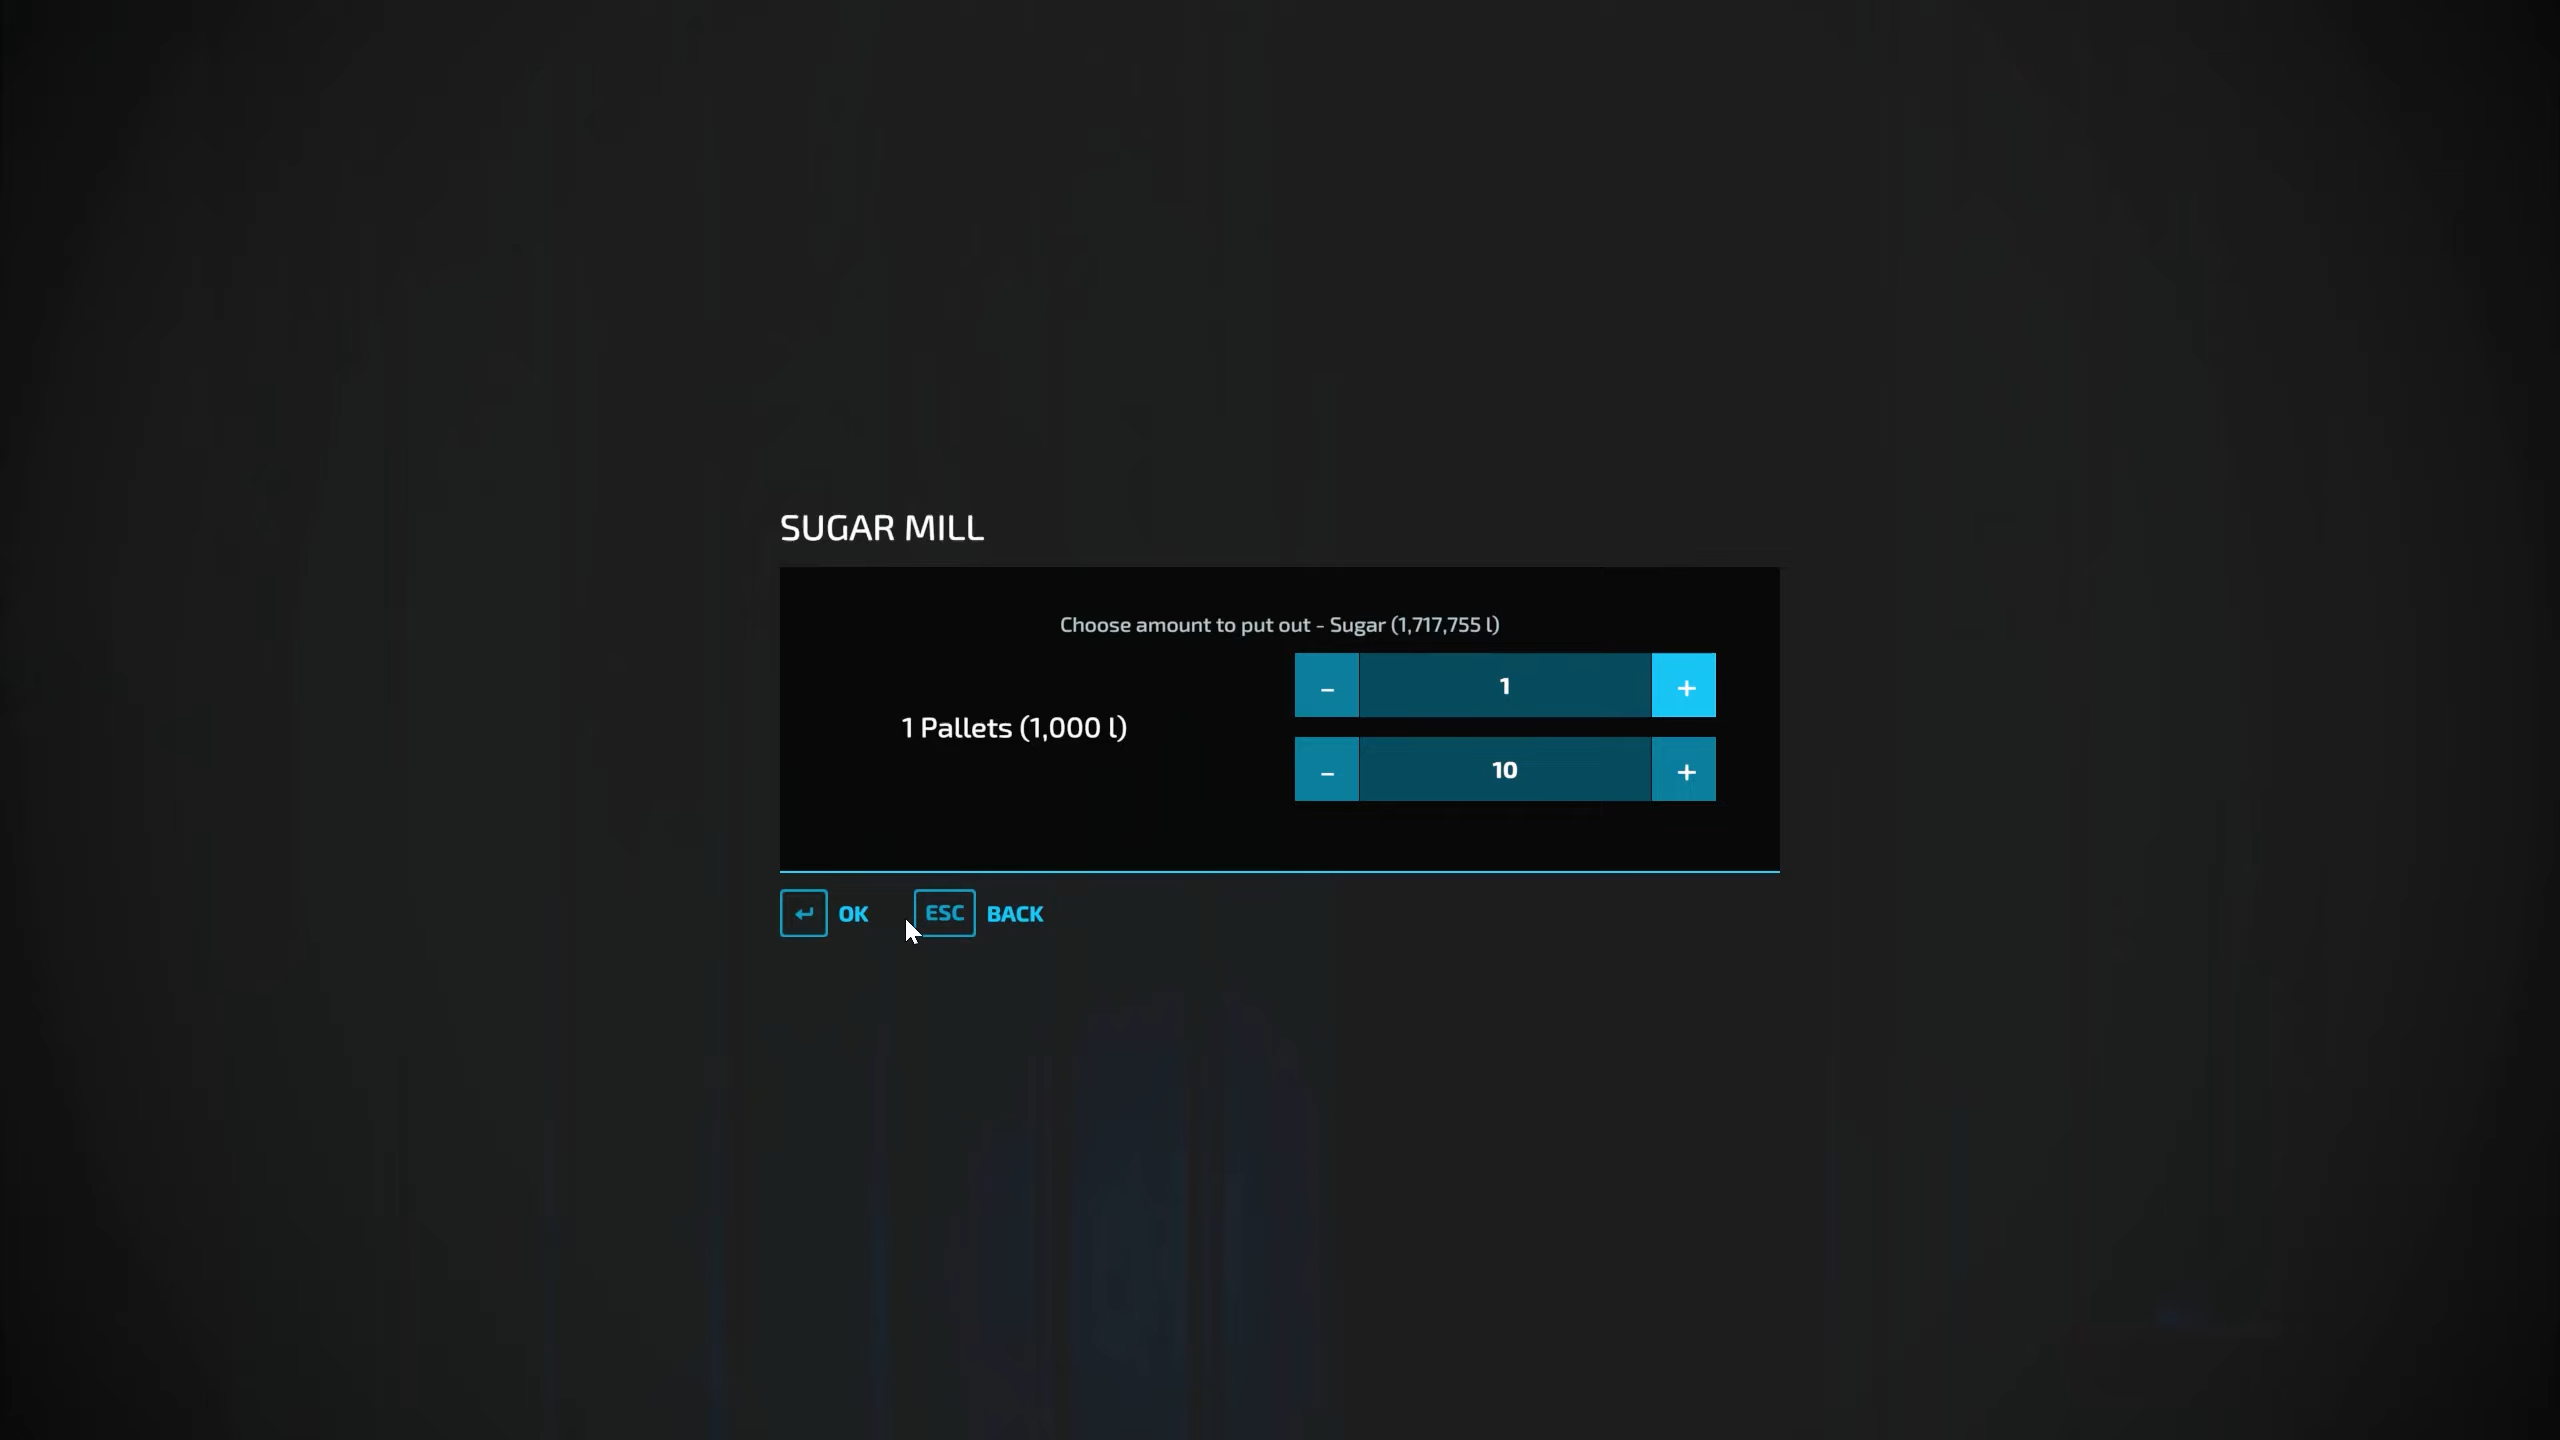 SUGAR MILL
Choose amount to put out - Sugar (1,717,755 l)
1 Pallets (1,000 l)
- 1 +
- 10 +
OK ESC BACK